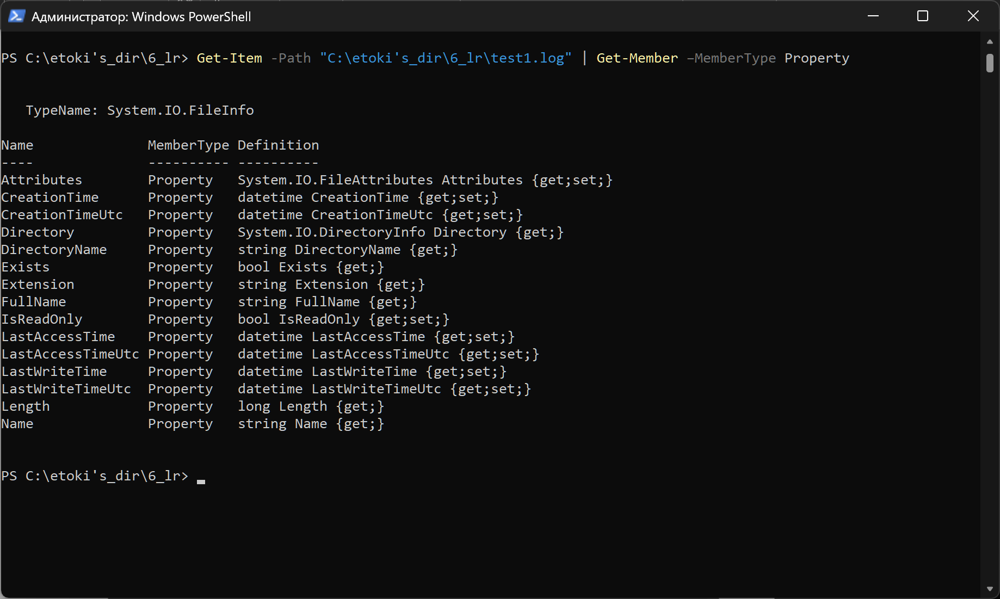 Администратор: Windows PowerShell
PS C:\etoki's_dir\6_lr> Get-Item -Path "C:\etoki's_dir\6_lr\test1.log" | Get-Member –MemberType Property
TypeName: System.IO.FileInfo
Name MemberType Definition
---- ---------- ----------
Attributes Property System.IO.FileAttributes Attributes {get;set;}
CreationTime Property datetime CreationTime {get;set;}
CreationTimeUtc Property datetime CreationTimeUtc {get;set;}
Directory Property System.IO.DirectoryInfo Directory {get;}
DirectoryName Property string DirectoryName {get;}
Exists Property bool Exists {get;}
Extension Property string Extension {get;}
FullName Property string FullName {get;}
IsReadOnly Property bool IsReadOnly {get;set;}
LastAccessTime Property datetime LastAccessTime {get;set;}
LastAccessTimeUtc Property datetime LastAccessTimeUtc {get;set;}
LastWriteTime Property datetime LastWriteTime {get;set;}
LastWriteTimeUtc Property datetime LastWriteTimeUtc {get;set;}
Length Property long Length {get;}
Name Property string Name {get;}
PS C:\etoki's_dir\6_lr>